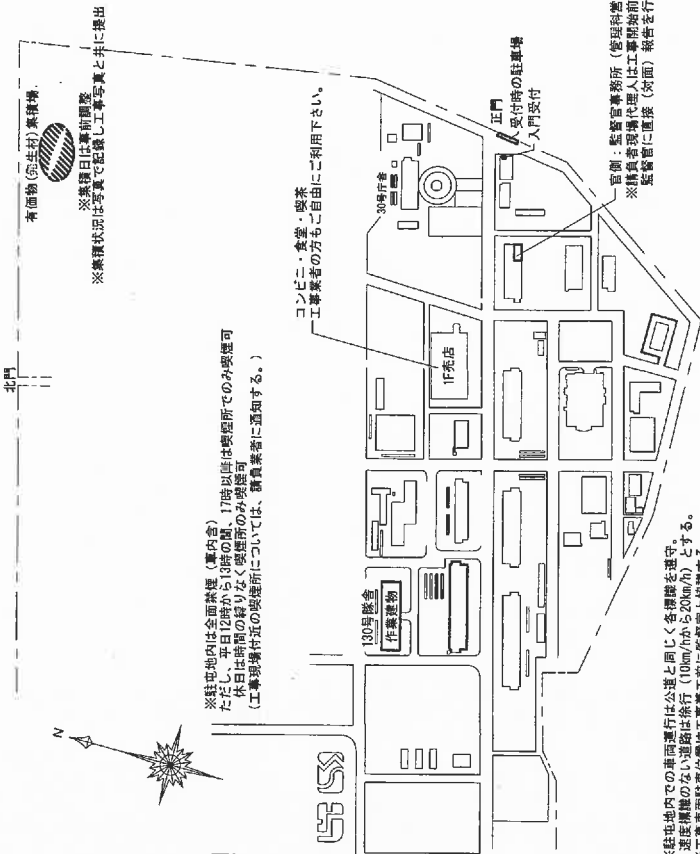 北門
有価物(発生材)集積場
※集積日は事前調整
※集積状況は写真で記録し工事写真と共に提出
N
※駐屯地内は全面禁煙(車内含)
ただし、平日12時から13時の間、17時以降は喫煙所でのみ喫煙可
休日は時間の縛りなく喫煙所のみ喫煙可
(工事現場付近の喫煙所については、請負業者に通知する。)
コンビニ・食堂・喫茶
工事業者の方もご自由にご利用下さい。
30号庁舎
正門
受付時の駐車場
入門受付
1F売店
130号隊舎
作業建物
官側:監督官事務所(管理科営
※請負者現場代理人は工事開始前
監督官に直接(対面)報告を行
※駐屯地内での車両運行は公道と同じく各標識を遵守。
速度標識のない道路は徐行(10km/hから20km/h)とする。